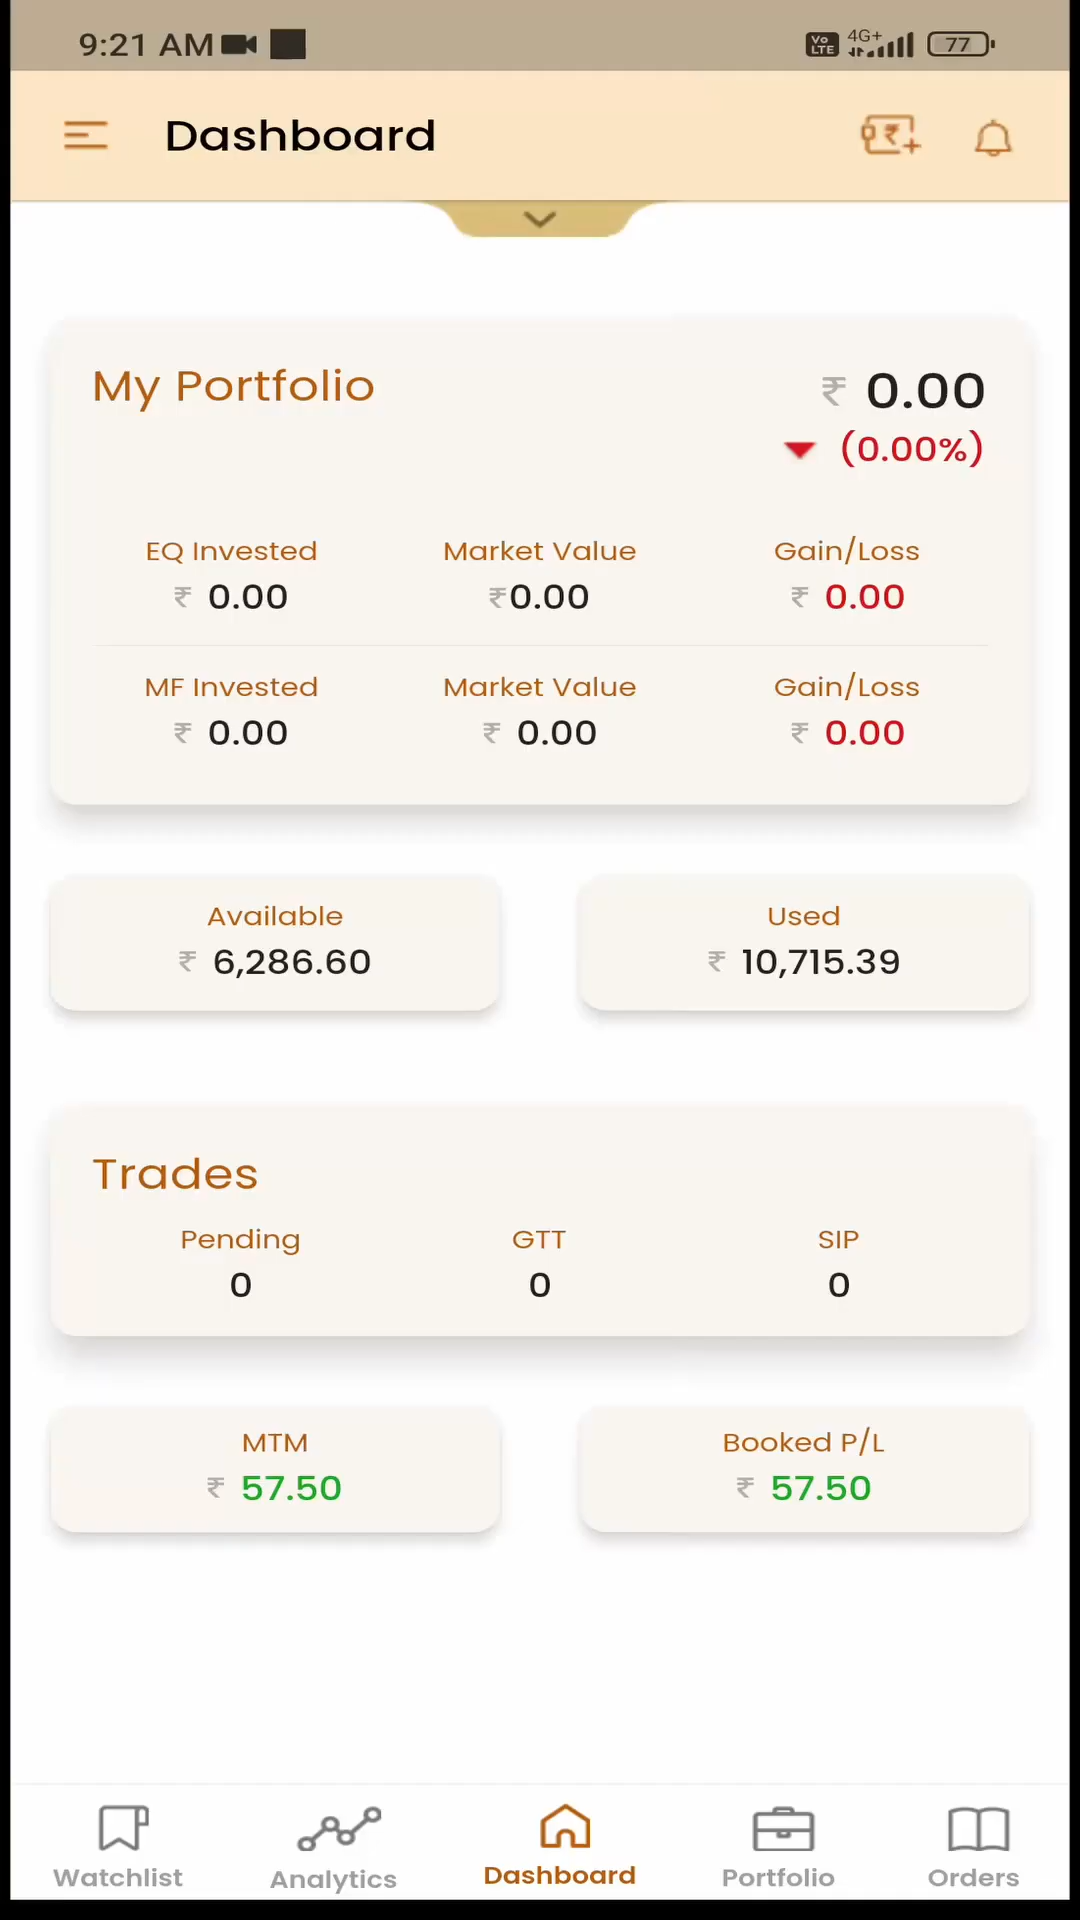 9:21 AM Vo LTE 4G+ 77
Dashboard
My Portfolio ₹ 0.00
(0.00%)
EQ Invested Market Value Gain/Loss
₹ 0.00 ₹0.00 ₹ 0.00
MF Invested Market Value Gain/Loss
₹ 0.00 ₹ 0.00 ₹ 0.00
Available Used
₹ 6,286.60 ₹ 10,715.39
Trades
Pending GTT SIP
0 0 0
MTM Booked P/L
₹ 57.50 ₹ 57.50
Watchlist Analytics Dashboard Portfolio Orders